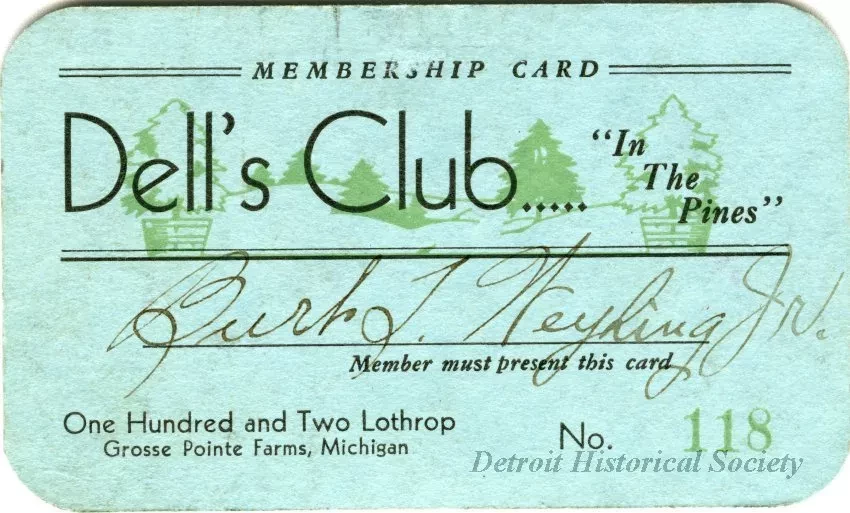 MEMBERSHIP CARD
Dell's Club.....
"In
The
Pines"
Burt T. Weyhing Jr.
Member must present this card
One Hundred and Two Lothrop
Grosse Pointe Farms, Michigan
No. 118
Detroit Historical Society